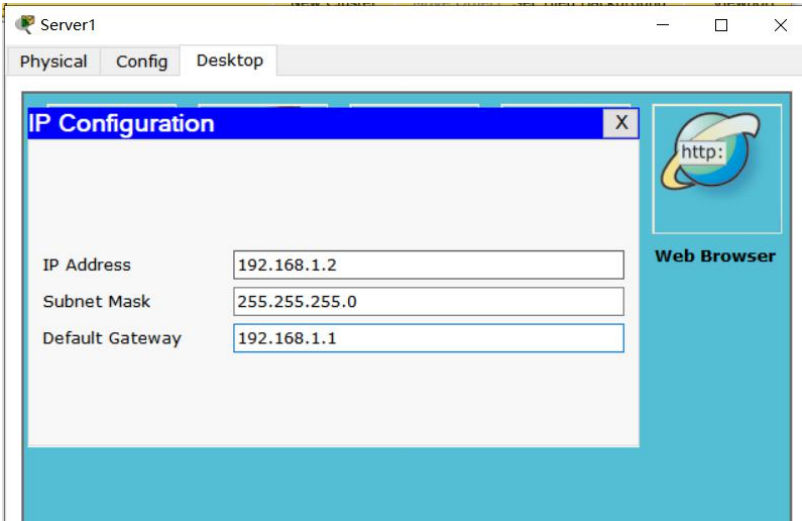 Server1
Physical Config Desktop
IP Configuration X
http:
IP Address 192.168.1.2
Web Browser
Subnet Mask 255.255.255.0
Default Gateway 192.168.1.1